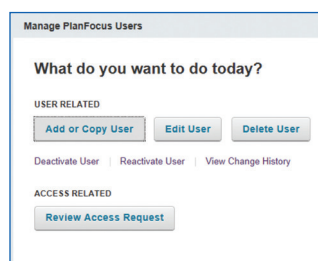 Manage PlanFocus Users
What do you want to do today?
USER RELATED
Add or Copy User Edit User Delete User
Deactivate User | Reactivate User | View Change History
ACCESS RELATED
Review Access Request